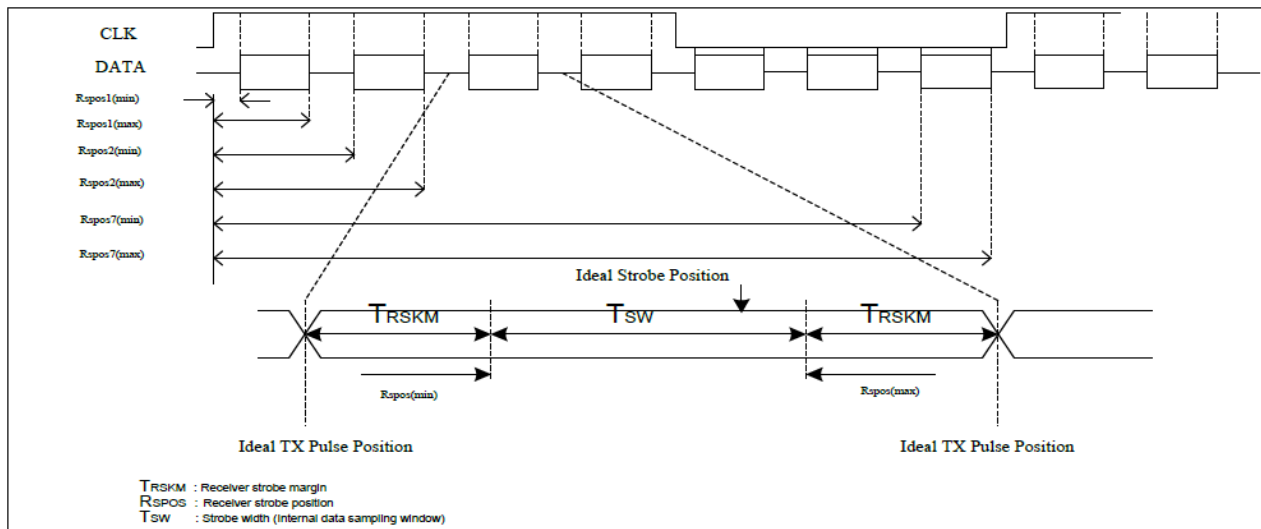 CLK
DATA
Rspos1(min)
Rspos1(max)
Rspos2(min)
Rspos2(max)
Rspos7(min)
Rspos7(max)
Ideal Strobe Position
TRSKM
TSW
TRSKM
Rspos(min)
Rspos(max)
Ideal TX Pulse Position
Ideal TX Pulse Position
TRSKM : Receiver strobe margin
RSPOS : Receiver strobe position
TSW : Strobe width (Internal data sampling window)